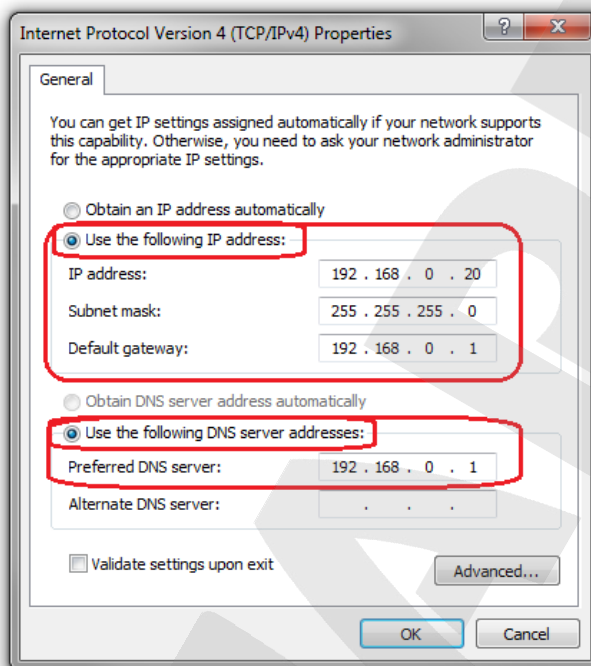 Internet Protocol Version 4 (TCP/IPv4) Properties
General
You can get IP settings assigned automatically if your network supports
this capability. Otherwise, you need to ask your network administrator
for the appropriate IP settings.
Obtain an IP address automatically
Use the following IP address:
IP address: 192 . 168 . 0 . 20
Subnet mask: 255 . 255 . 255 . 0
Default gateway: 192 . 168 . 0 . 1
Obtain DNS server address automatically
Use the following DNS server addresses:
Preferred DNS server: 192 . 168 . 0 . 1
Alternate DNS server: . . .
Validate settings upon exit
Advanced...
OK Cancel